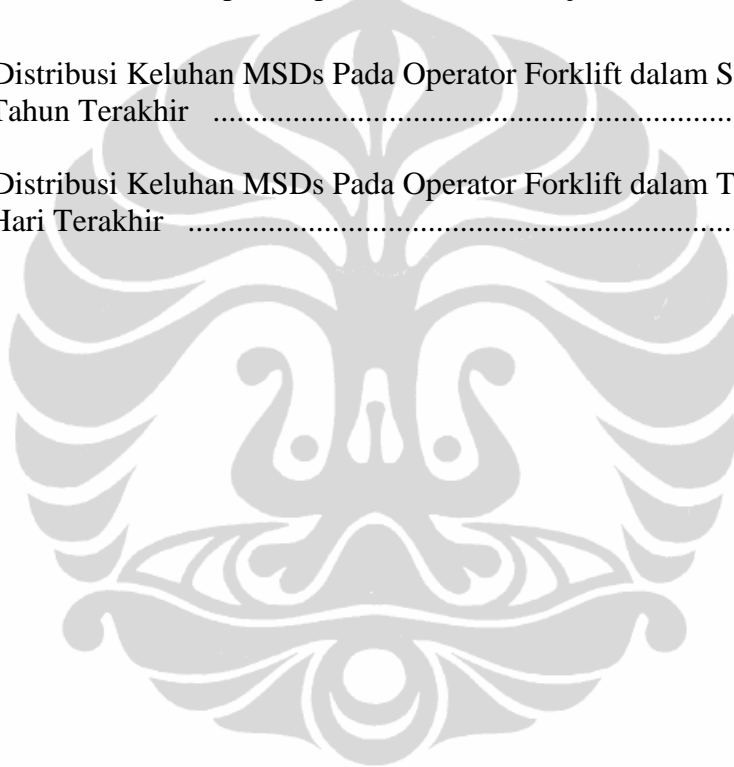 Distribusi Keluhan MSDs Pada Operator Forklift dalam S
Tahun Terakhir ..................................................................
Distribusi Keluhan MSDs Pada Operator Forklift dalam T
Hari Terakhir .....................................................................